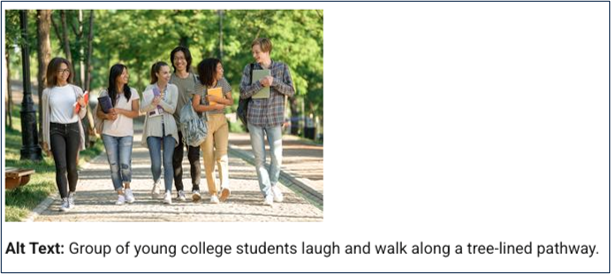 Alt Text: Group of young college students laugh and walk along a tree-lined pathway.